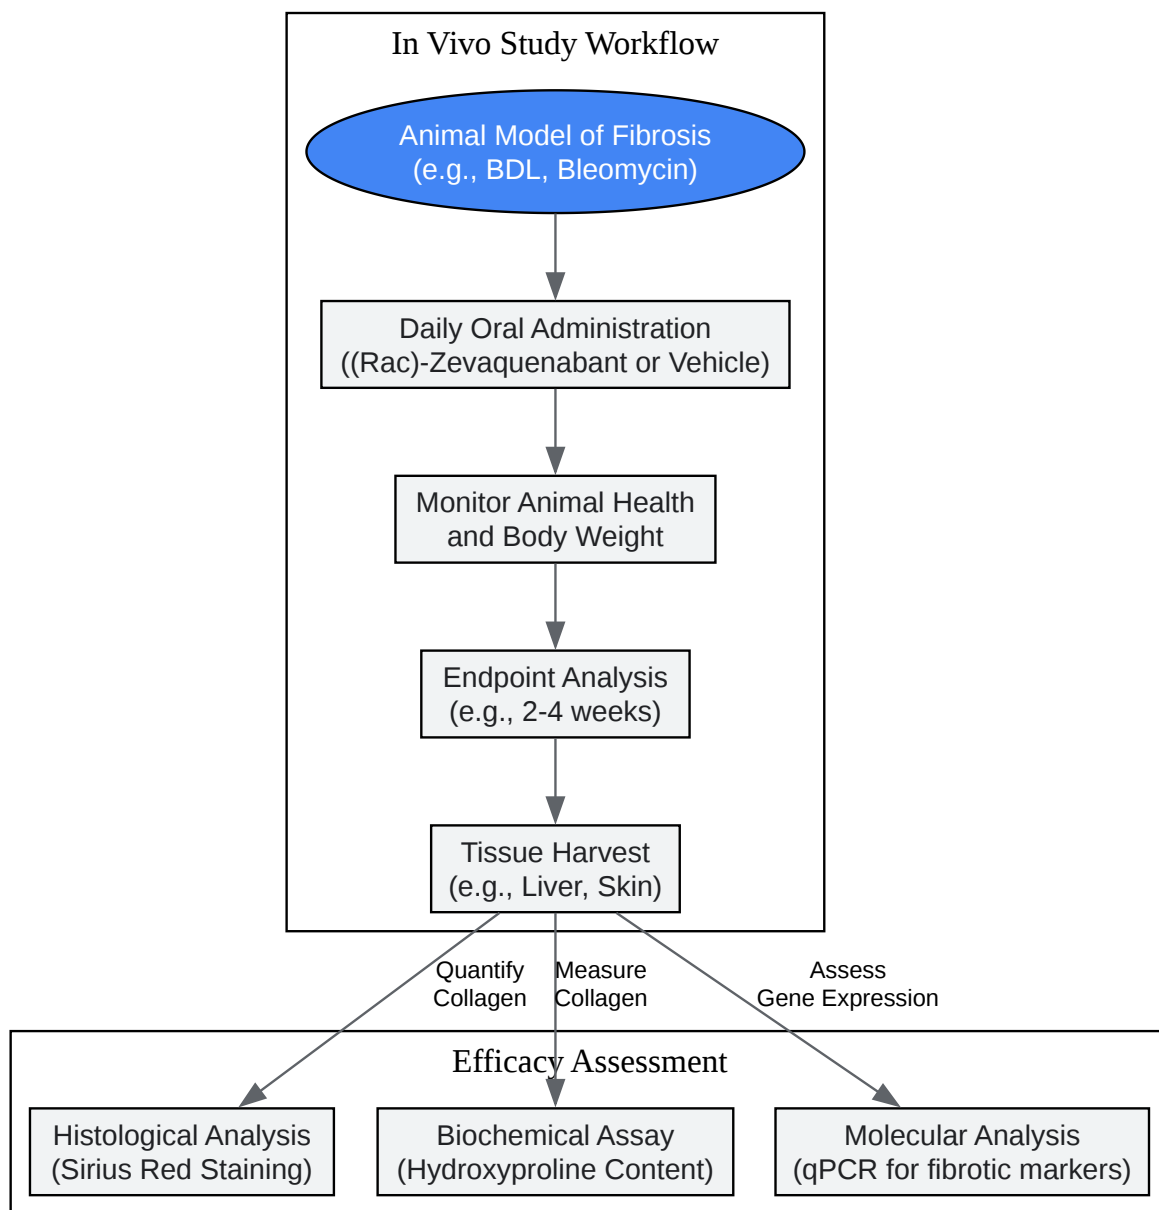 In Vivo Study Workflow
Animal Model of Fibrosis
(e.g., BDL, Bleomycin)
Daily Oral Administration
((Rac)-Zevaquenabant or Vehicle)
Monitor Animal Health
and Body Weight
Endpoint Analysis
(e.g., 2-4 weeks)
Tissue Harvest
(e.g., Liver, Skin)
Quantify
Collagen
Measure
Collagen
Assess
Gene Expression
Efficacy Assessment
Histological Analysis
(Sirius Red Staining)
Biochemical Assay
(Hydroxyproline Content)
Molecular Analysis
(qPCR for fibrotic markers)